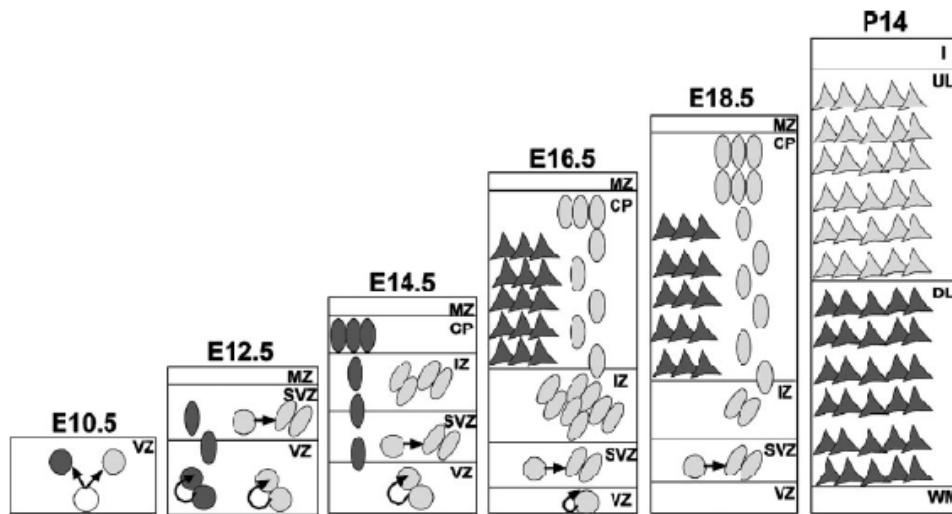 E10.5
VZ
E12.5
MZ
SVZ
VZ
E14.5
MZ
CP
IZ
SVZ
VZ
E16.5
MZ
CP
IZ
SVZ
VZ
E18.5
MZ
CP
IZ
SVZ
VZ
P14
I
UL
DL
WM